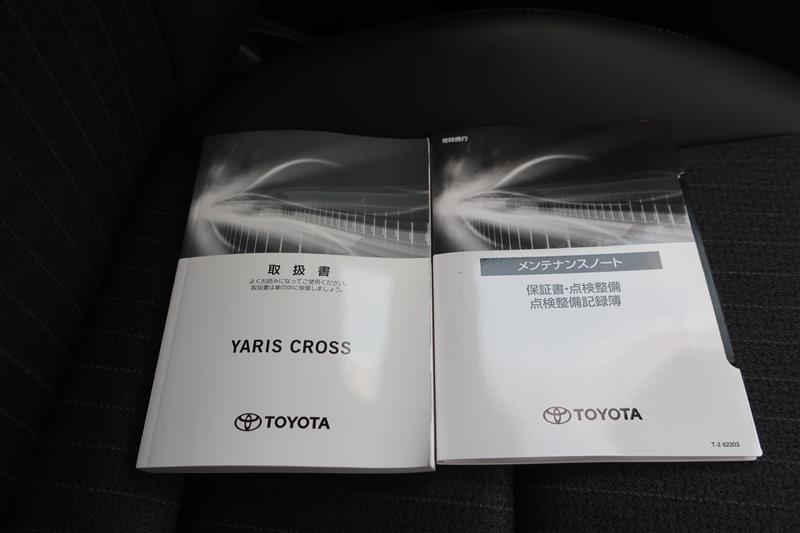 取扱書
よくお読みになってご使用ください。
取扱書は車の中に保管しましょう。
YARIS CROSS
TOYOTA
常時携行
メンテナンスノート
保証書・点検整備
点検整備記録簿
TOYOTA
T-2 62203